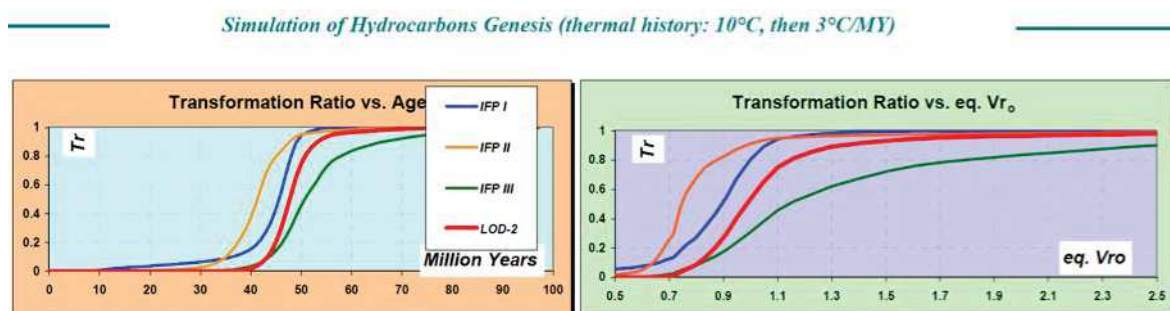 Simulation of Hydrocarbons Genesis (thermal history: 10°C, then 3°C/MY)
Transformation Ratio vs. Age
Tr
1
0.8
0.6
0.4
0.2
0
0 10 20 30 40 50 60 70 80 90 100
Million Years
IFP I
IFP II
IFP III
LOD-2
Transformation Ratio vs. eq. Vro
Tr
1
0.8
0.6
0.4
0.2
0
0.5 0.7 0.9 1.1 1.3 1.5 1.7 1.9 2.1 2.3 2.5
eq. Vro